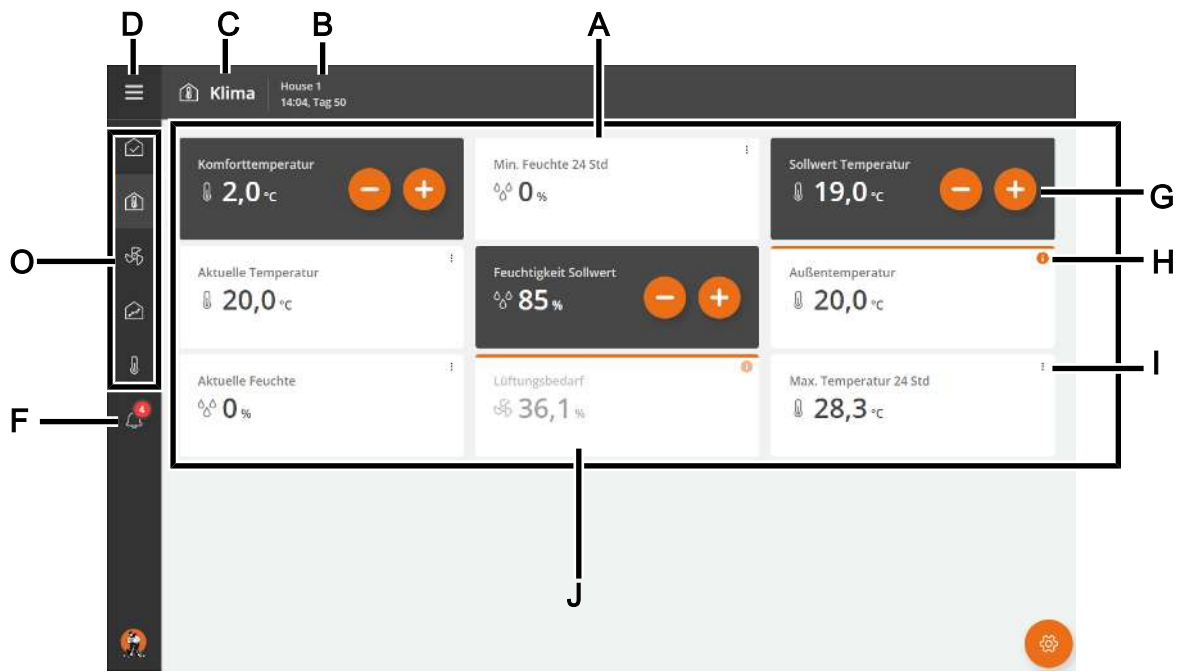 D
C
B
A
Klima
House 1
14:04, Tag 50
Komforttemperatur
2,0 °C
Min. Feuchte 24 Std
0 %
Sollwert Temperatur
19,0 °C
G
O
Aktuelle Temperatur
20,0 °C
Feuchtigkeit Sollwert
85 %
Außentemperatur
20,0 °C
H
Aktuelle Feuchte
0 %
Lüftungsbedarf
36,1 %
Max. Temperatur 24 Std
28,3 °C
I
F
4
J